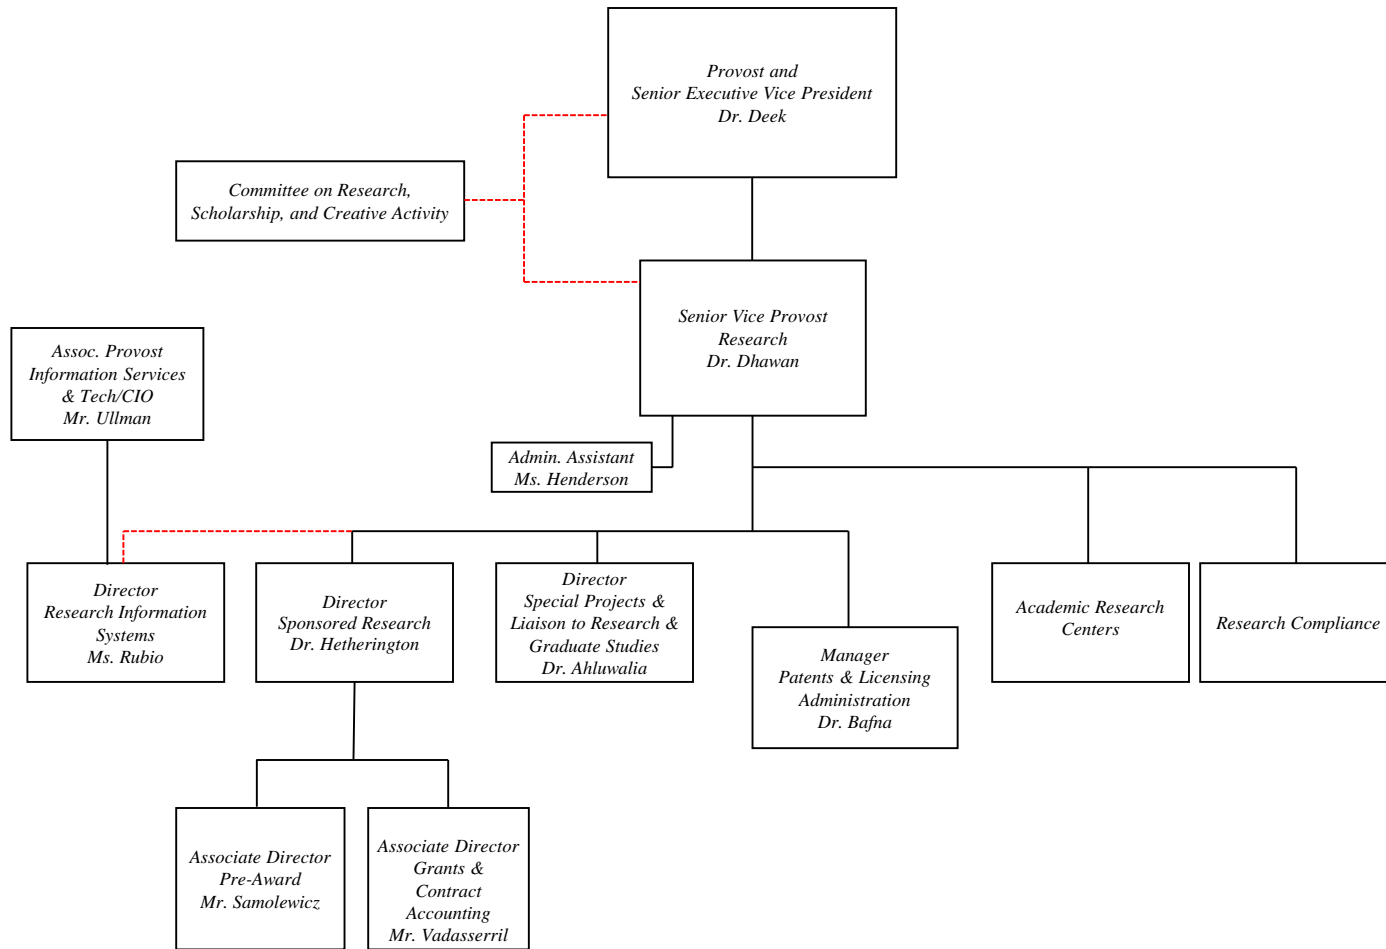 Provost and
Senior Executive Vice President
Dr. Deek
Committee on Research,
Scholarship, and Creative Activity
Senior Vice Provost
Research
Dr. Dhawan
Assoc. Provost
Information Services
& Tech/CIO
Mr. Ullman
Admin. Assistant
Ms. Henderson
Director
Research Information
Systems
Ms. Rubio
Director
Sponsored Research
Dr. Hetherington
Director
Special Projects &
Liaison to Research &
Graduate Studies
Dr. Ahluwalia
Manager
Patents & Licensing
Administration
Dr. Bafna
Academic Research
Centers
Research Compliance
Associate Director
Pre-Award
Mr. Samolewicz
Associate Director
Grants &
Contract
Accounting
Mr. Vadasserril